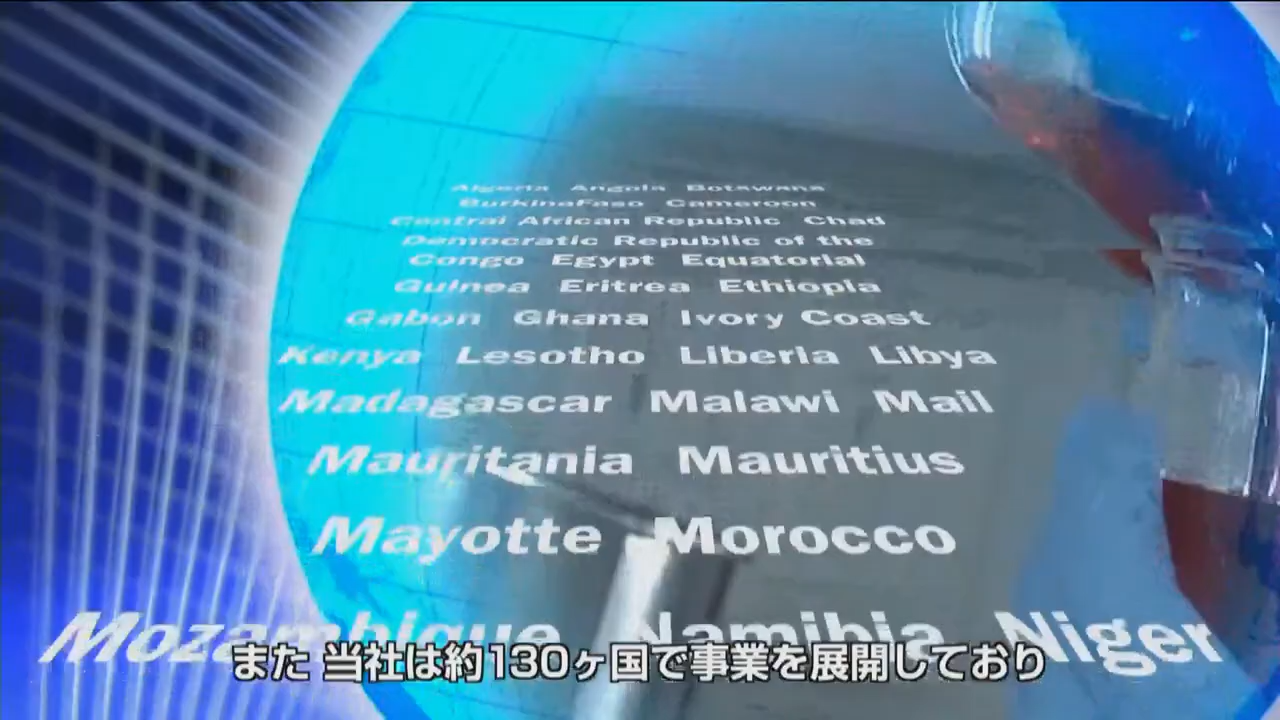 Algeria Angola Botswana
BurkinaFaso Cameroon
Central African Republic Chad
Democratic Republic of the
Congo Egypt Equatorial
Guinea Eritrea Ethiopia
Gabon Ghana Ivory Coast
Kenya Lesotho Liberia Libya
Madagascar Malawi Mail
Mauritania Mauritius
Mayotte Morocco
Mozambique Namibia Niger
また 当社は約130ヶ国で事業を展開しており